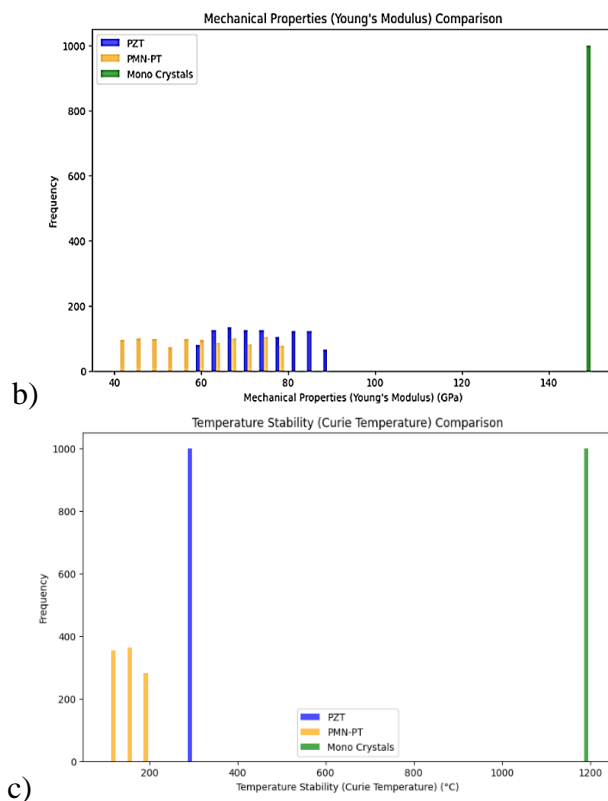 Mechanical Properties (Young's Modulus) Comparison
PZT
PMN-PT
Mono Crystals
1000
800
600
400
200
0
Frequency
40 60 80 100 120 140
Mechanical Properties (Young's Modulus) (GPa)
b)
Temperature Stability (Curie Temperature) Comparison
1000
800
600
400
200
0
Frequency
PZT
PMN-PT
Mono Crystals
200 400 600 800 1000 1200
Temperature Stability (Curie Temperature) (°C)
c)